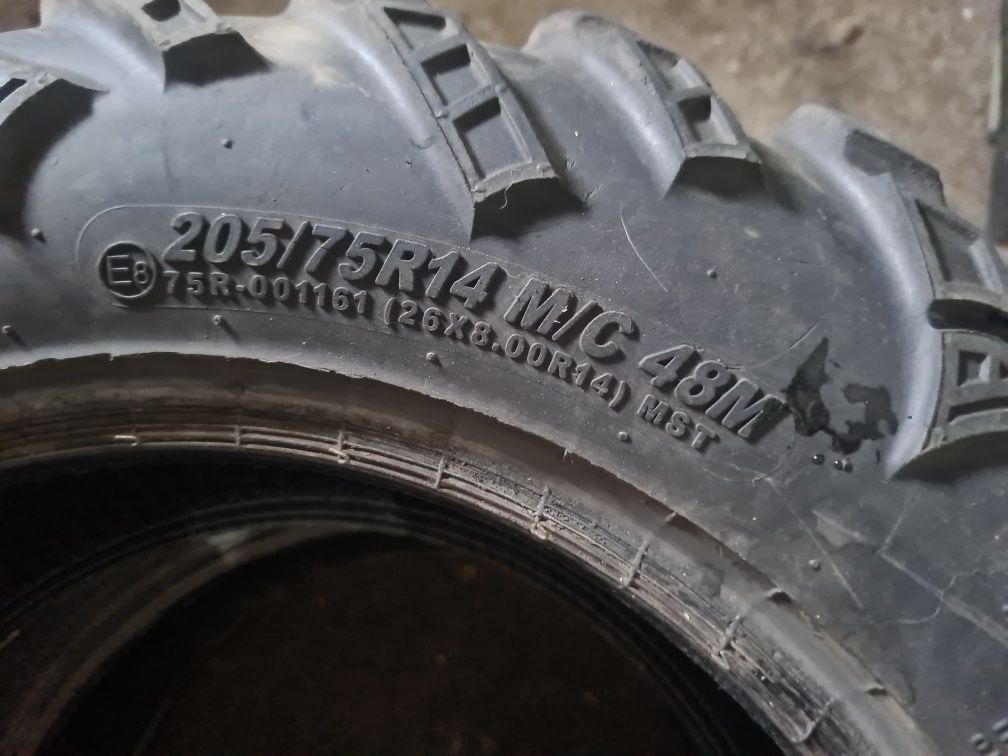 205/75R14 M/C 48M
E8 75R-001161 (26X8.00R14) MST